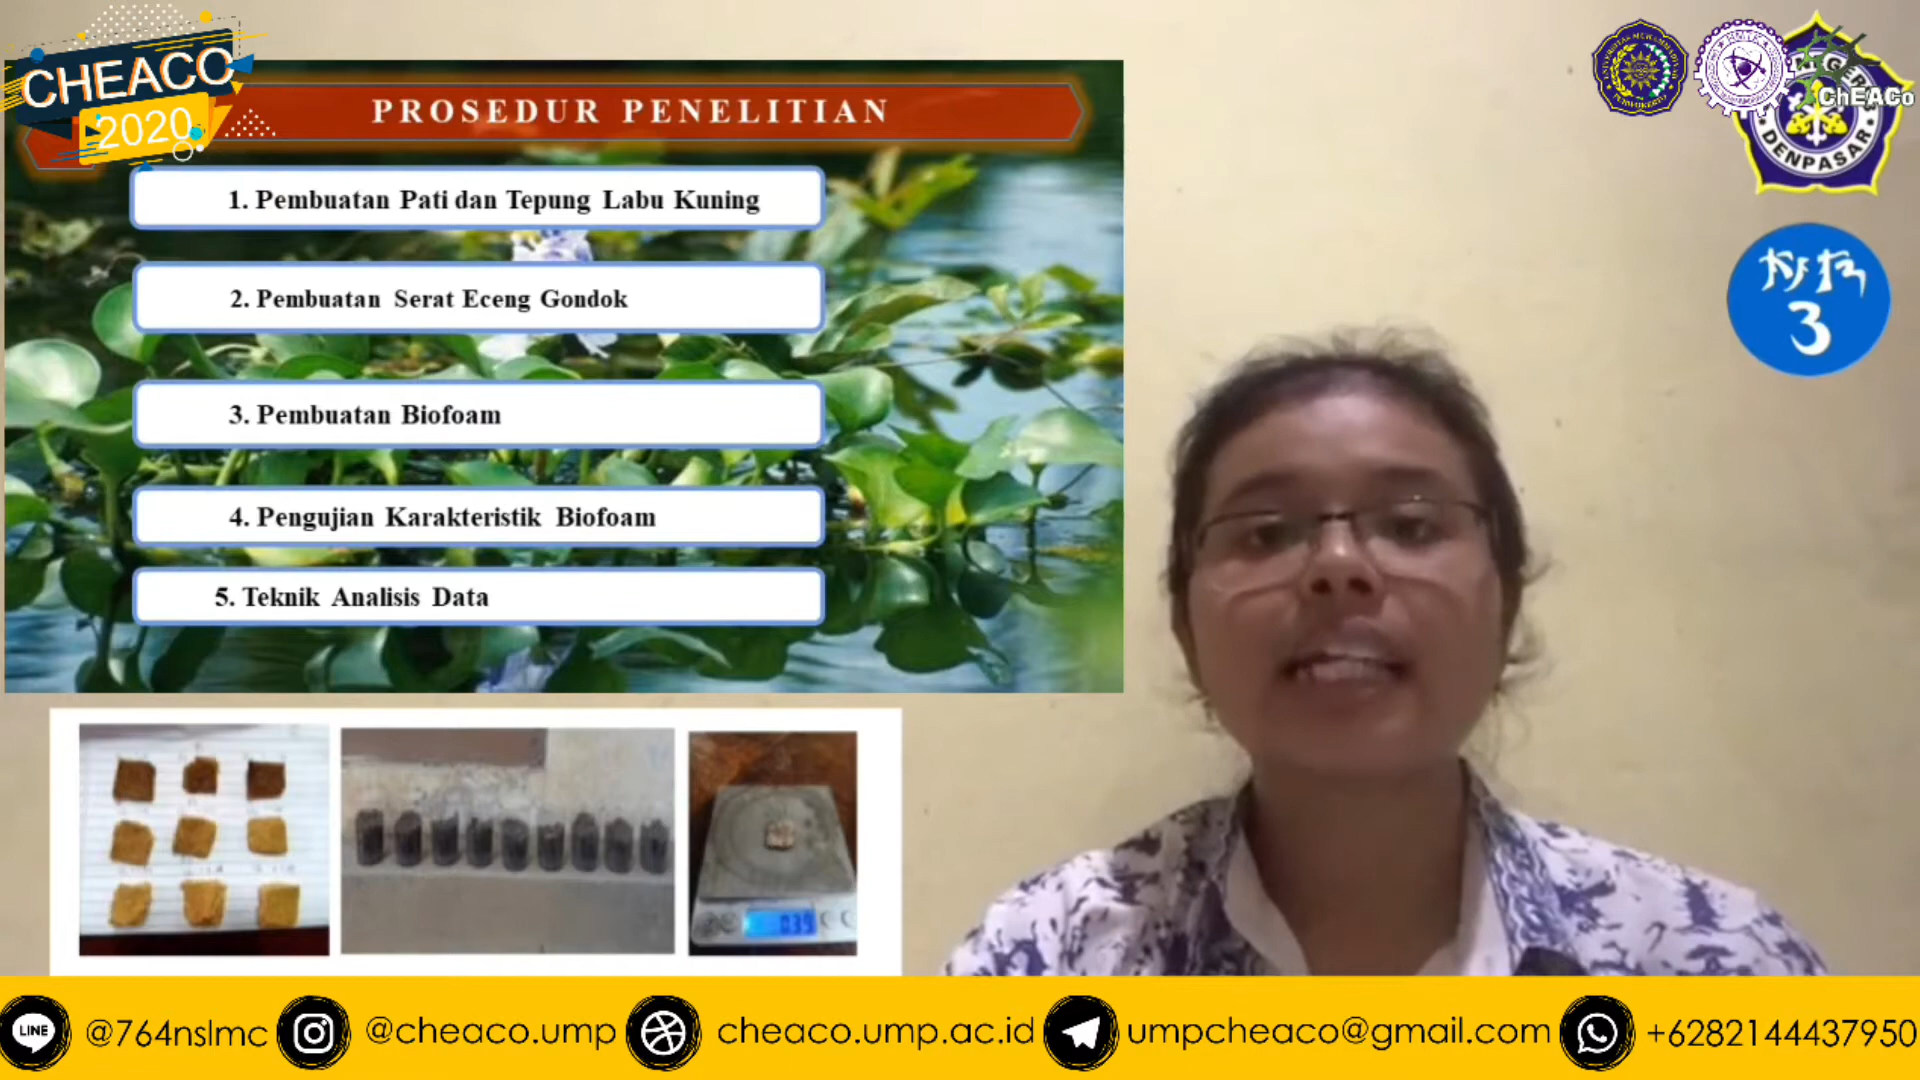 CHEACO
2020
PROSEDUR PENELITIAN
1. Pembuatan Pati dan Tepung Labu Kuning
2. Pembuatan Serat Eceng Gondok
3. Pembuatan Biofoam
4. Pengujian Karakteristik Biofoam
5. Teknik Analisis Data
ChEACo
DENPASAR
3
LINE
@764nslmc
@cheaco.ump
cheaco.ump.ac.id
umpcheaco@gmail.com
+6282144437950